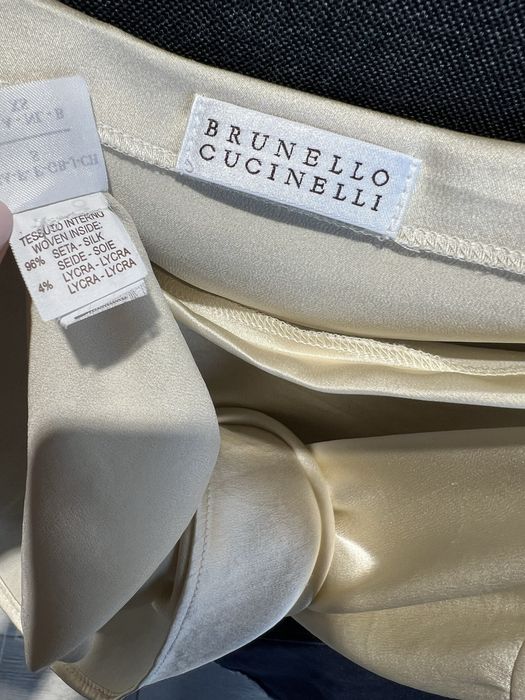 BRUNELLO
CUCINELLI
TESSUTO INTERNO
WOVEN INSIDE:
96% SETA - SILK
SEIDE - SOIE
4% LYCRA - LYCRA
LYCRA - LYCRA